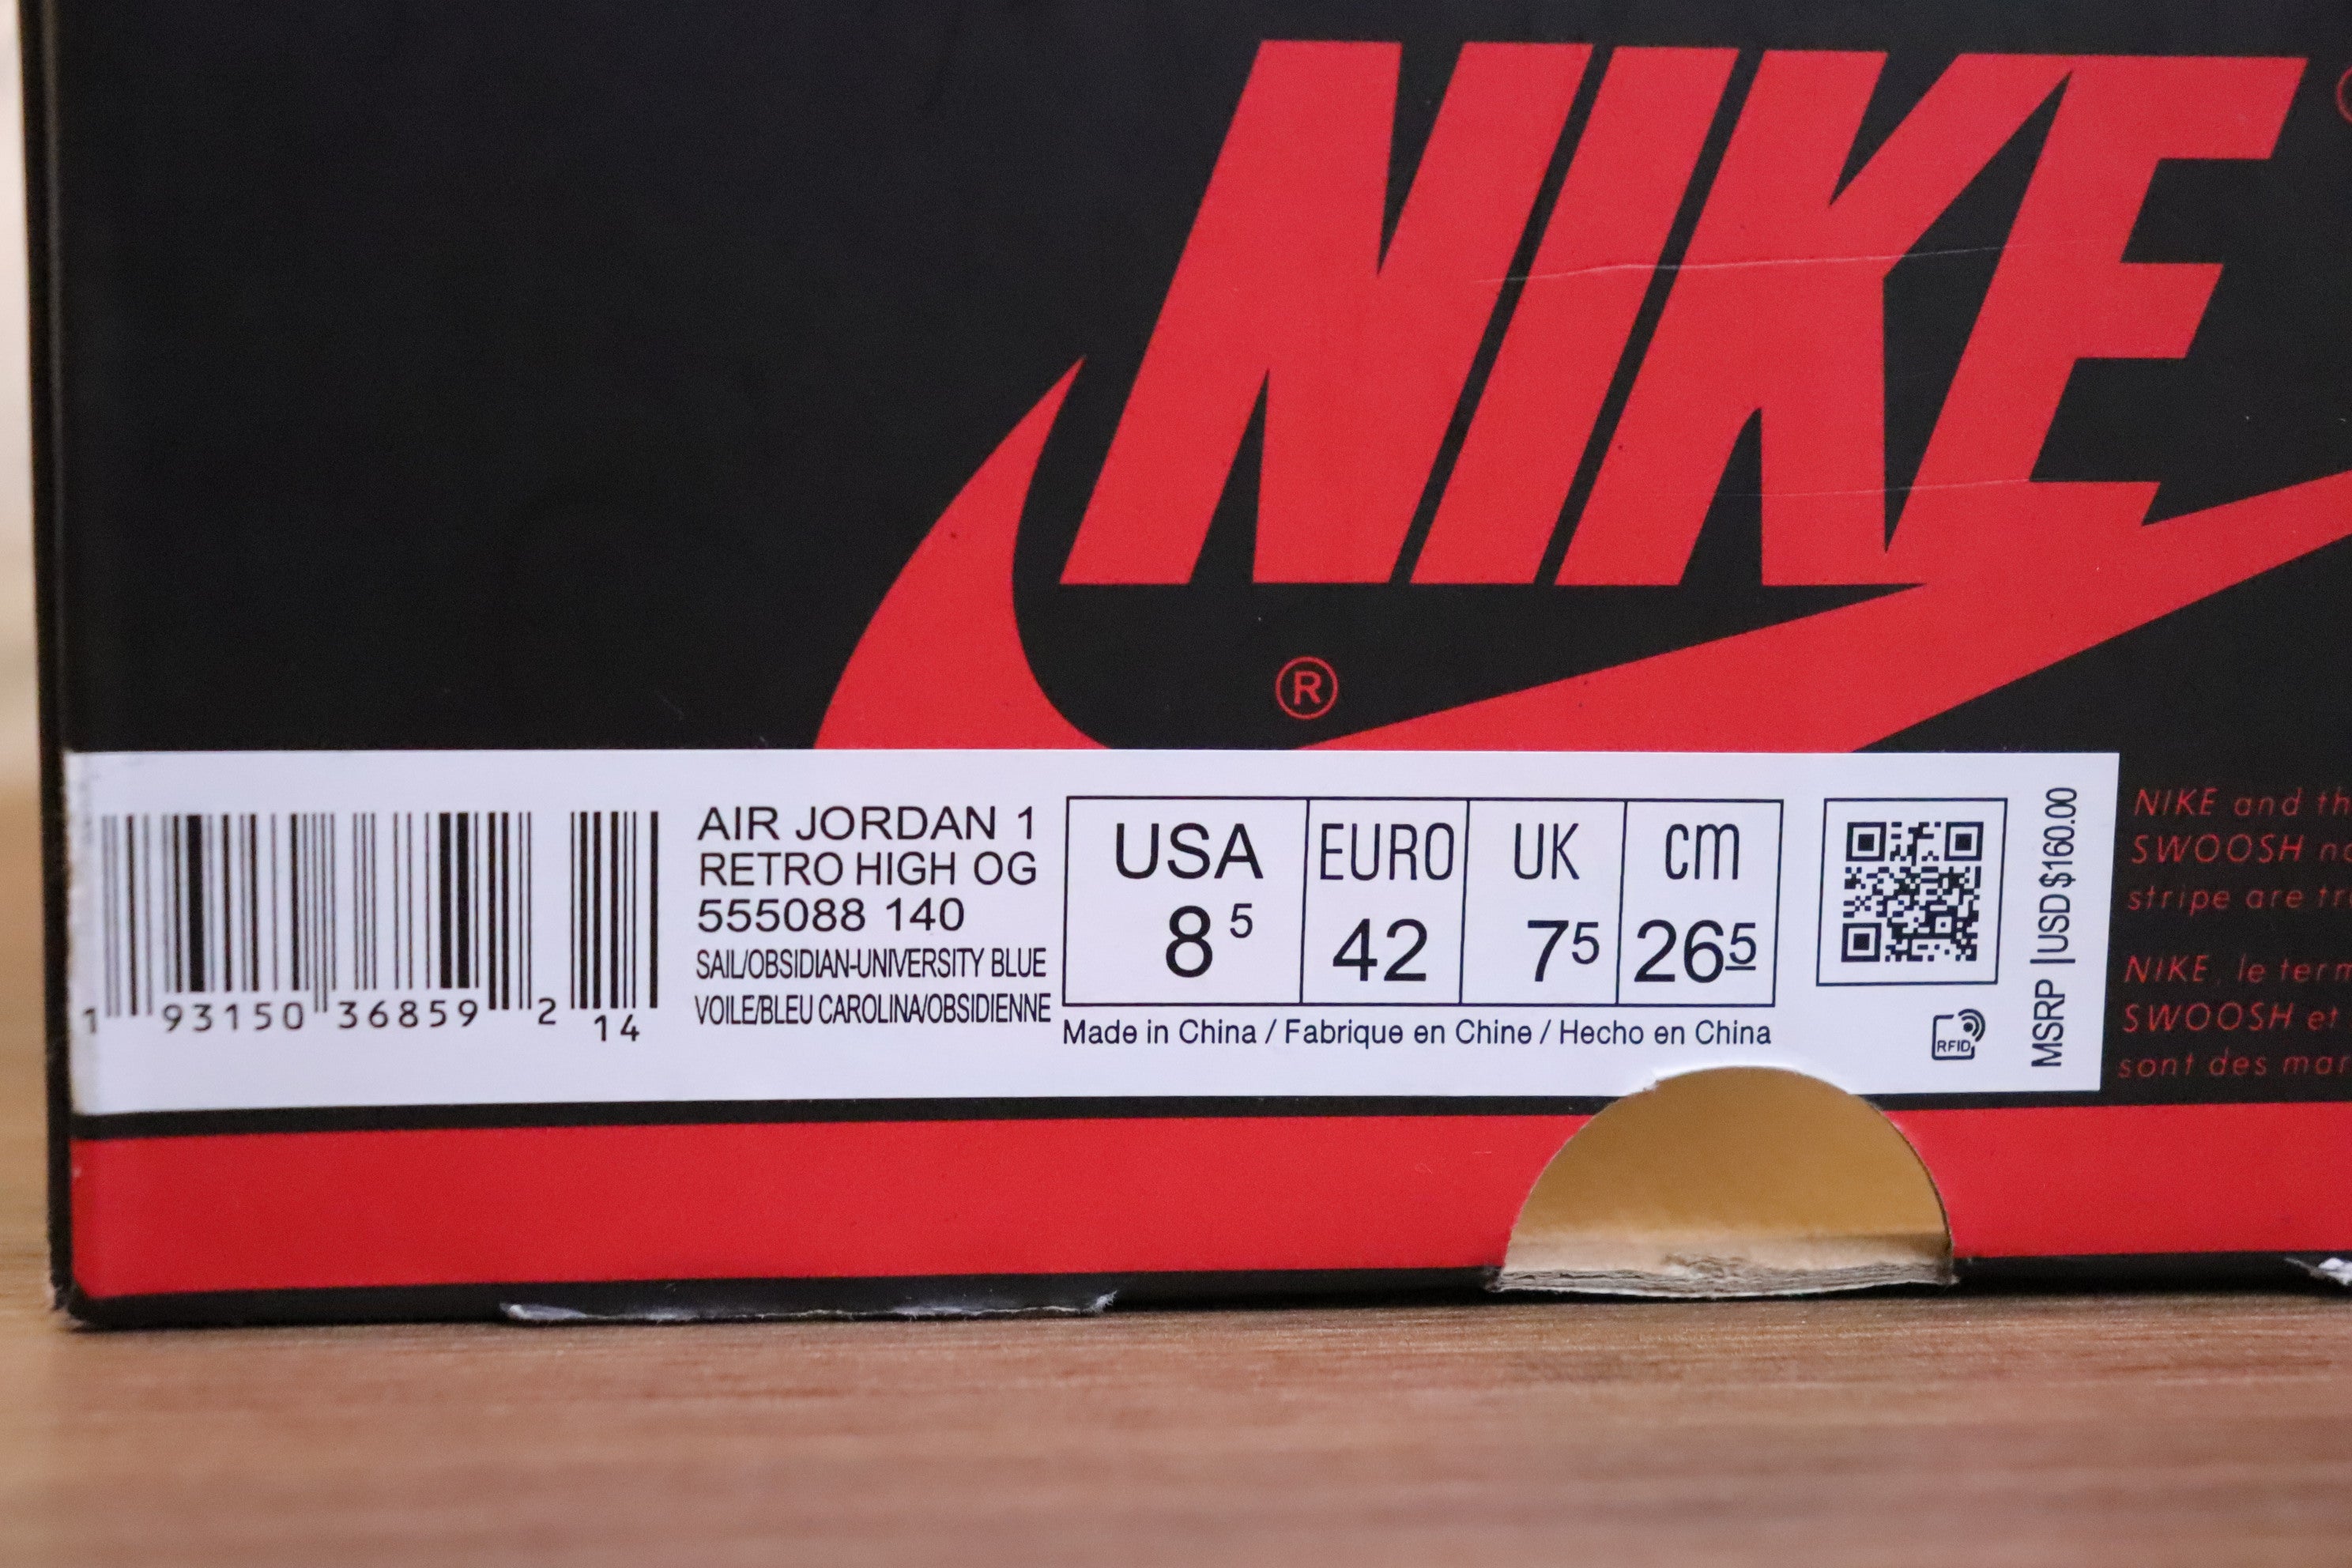 NIKE
®
AIR JORDAN 1
RETRO HIGH OG
555088 140
SAIL/OBSIDIAN-UNIVERSITY BLUE
VOILE/BLEU CAROLINA/OBSIDIENNE
1 93150 36859 2 14
USA EURO UK cm
8 5 42 7 5 26 5
Made in China / Fabrique en Chine / Hecho en China
RFID
MSRP |USD$160.00
NIKE and
SWOOSH
stripe are
NIKE, le
SWOOSH et
sont des